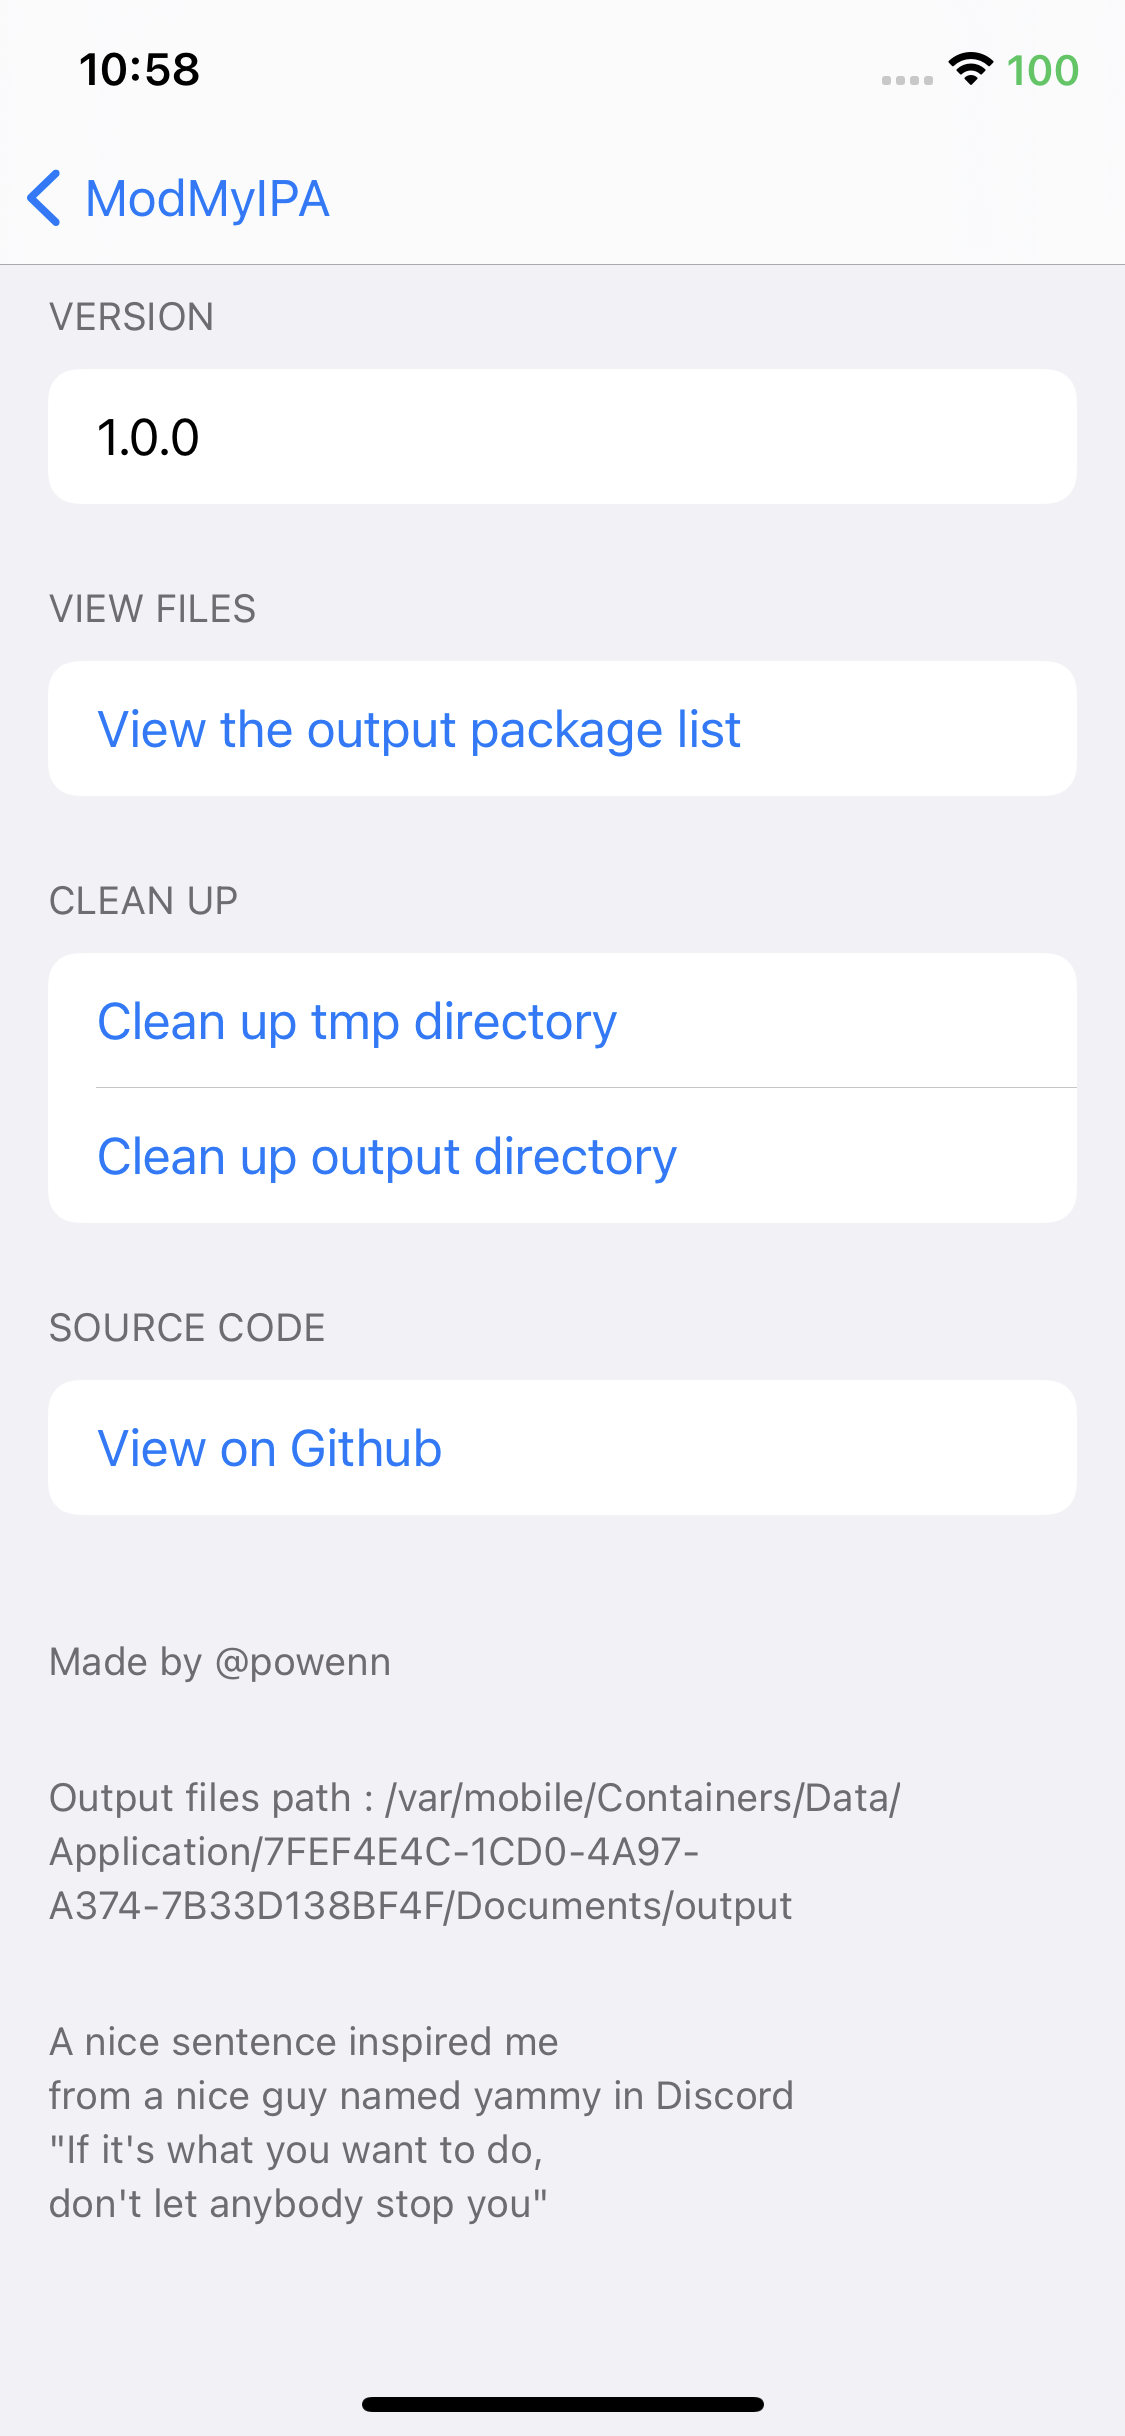 10:58
100
ModMyIPA
VERSION
1.0.0
VIEW FILES
View the output package list
CLEAN UP
Clean up tmp directory
Clean up output directory
SOURCE CODE
View on Github
Made by @powenn
Output files path : /var/mobile/Containers/Data/
Application/7FEF4E4C-1CD0-4A97-
A374-7B33D138BF4F/Documents/output
A nice sentence inspired me
from a nice guy named yammy in Discord
"If it's what you want to do,
don't let anybody stop you"